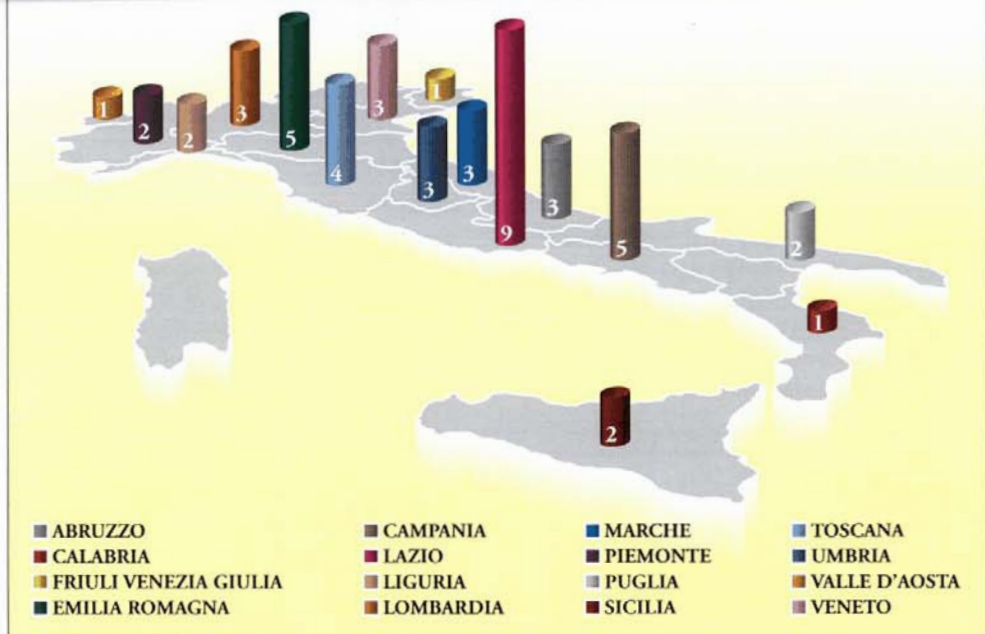 1
2
2
3
5
4
3
1
3
3
9
3
5
2
1
2
ABRUZZO
CALABRIA
FRIULI VENEZIA GIULIA
EMILIA ROMAGNA
CAMPANIA
LAZIO
LIGURIA
LOMBARDIA
MARCHE
PIEMONTE
PUGLIA
SICILIA
TOSCANA
UMBRIA
VALLE D'AOSTA
VENETO